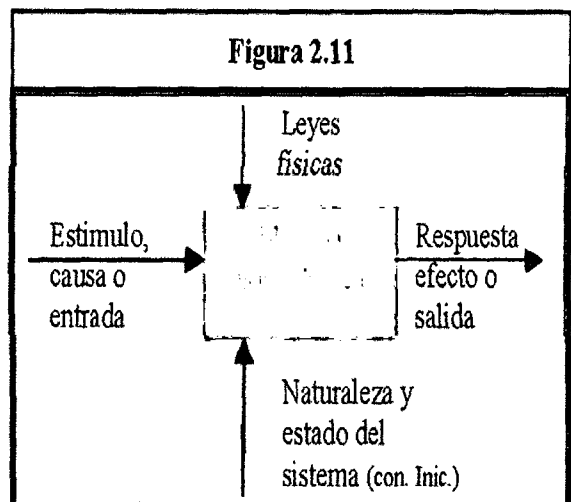 Figura 2.11
Leyes
físicas
Estimulo,
causa o
entrada
Respuesta
efecto o
salida
Naturaleza y
estado del
sistema (con. Inic.)